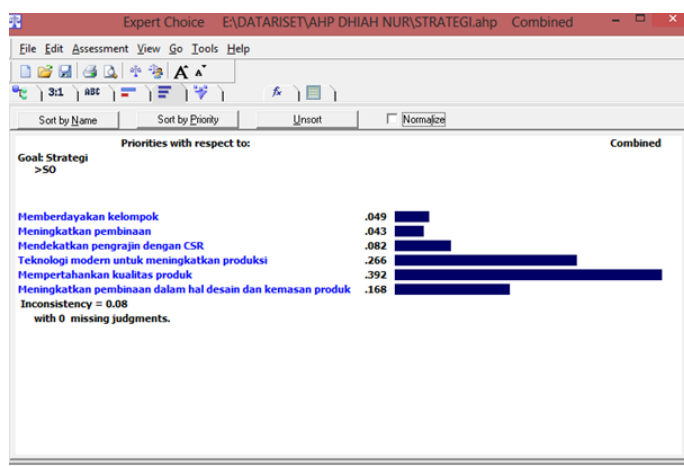 Expert Choice E:\DATARISET\AHP DHIAH NUR\STRATEGI.ahp Combined
File Edit Assessment View Go Tools Help
A A
3:1 ABC fx
Sort by Name Sort by Priority Unsort Normalize
Priorities with respect to: Combined
Goal: Strategi
>SO
Memberdayakan kelompok .049
Meningkatkan pembinaan .043
Mendekatkan pengrajin dengan CSR .082
Teknologi modern untuk meningkatkan produksi .266
Mempertahankan kualitas produk .392
Meningkatkan pembinaan dalam hal desain dan kemasan produk .168
Inconsistency = 0.08
with 0 missing judgments.